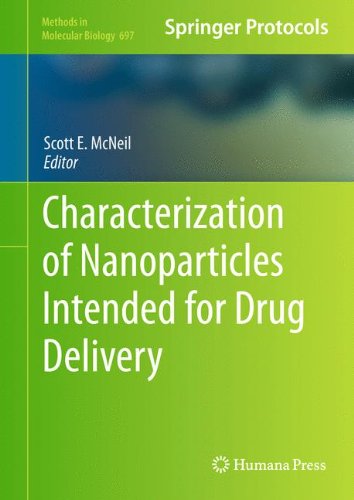 Methods in
Molecular Biology 697
Springer Protocols
Scott E. McNeil
Editor
Characterization
of Nanoparticles
Intended for Drug
Delivery
Humana Press